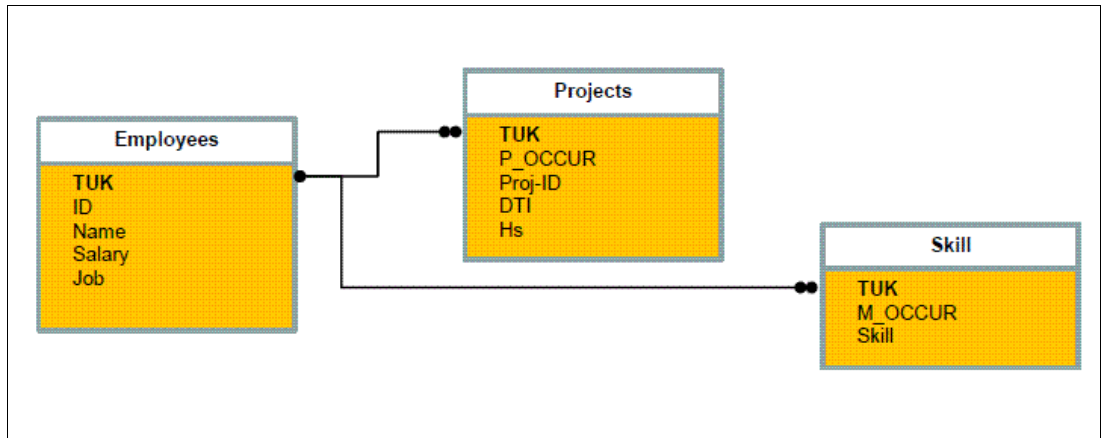 Employees
TUK
ID
Name
Salary
Job
Projects
TUK
P_OCCUR
Proj-ID
DTI
Hs
Skill
TUK
M_OCCUR
Skill